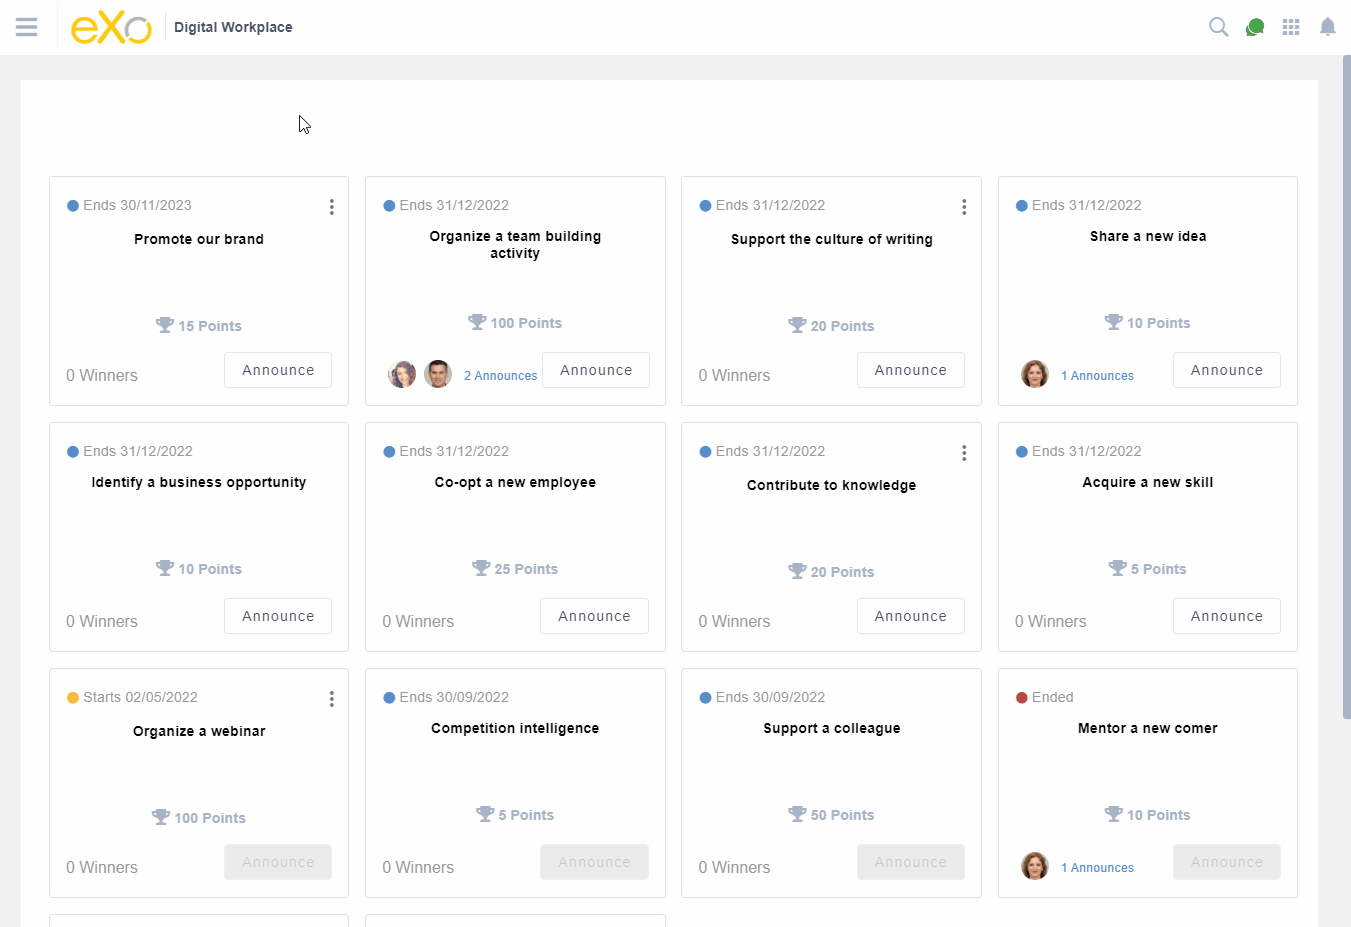 eXo
Digital Workplace
Ends 30/11/2023
Promote our brand
15 Points
0 Winners
Announce
Ends 31/12/2022
Organize a team building
activity
100 Points
2 Announces
Announce
Ends 31/12/2022
Support the culture of writing
20 Points
0 Winners
Announce
Ends 31/12/2022
Share a new idea
10 Points
1 Announces
Announce
Ends 31/12/2022
Identify a business opportunity
10 Points
0 Winners
Announce
Ends 31/12/2022
Co-opt a new employee
25 Points
0 Winners
Announce
Ends 31/12/2022
Contribute to knowledge
20 Points
0 Winners
Announce
Ends 31/12/2022
Acquire a new skill
5 Points
0 Winners
Announce
Starts 02/05/2022
Organize a webinar
100 Points
0 Winners
Announce
Ends 30/09/2022
Competition intelligence
5 Points
0 Winners
Announce
Ends 30/09/2022
Support a colleague
50 Points
0 Winners
Announce
Ended
Mentor a new comer
10 Points
1 Announces
Announce